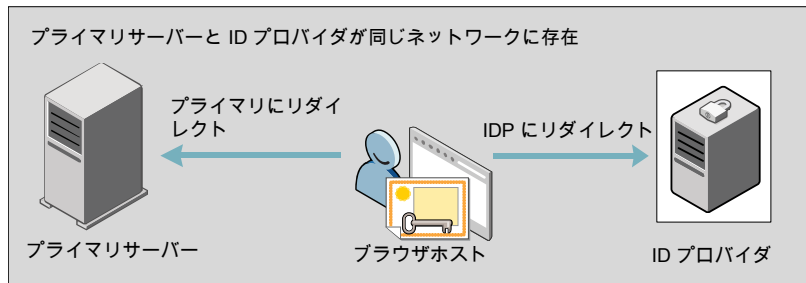 プライマリサーバーと ID プロバイダが同じネットワークに存在
プライマリにリダイ
レクト
IDP にリダイレクト
プライマリサーバー
ブラウザホスト
ID プロバイダ